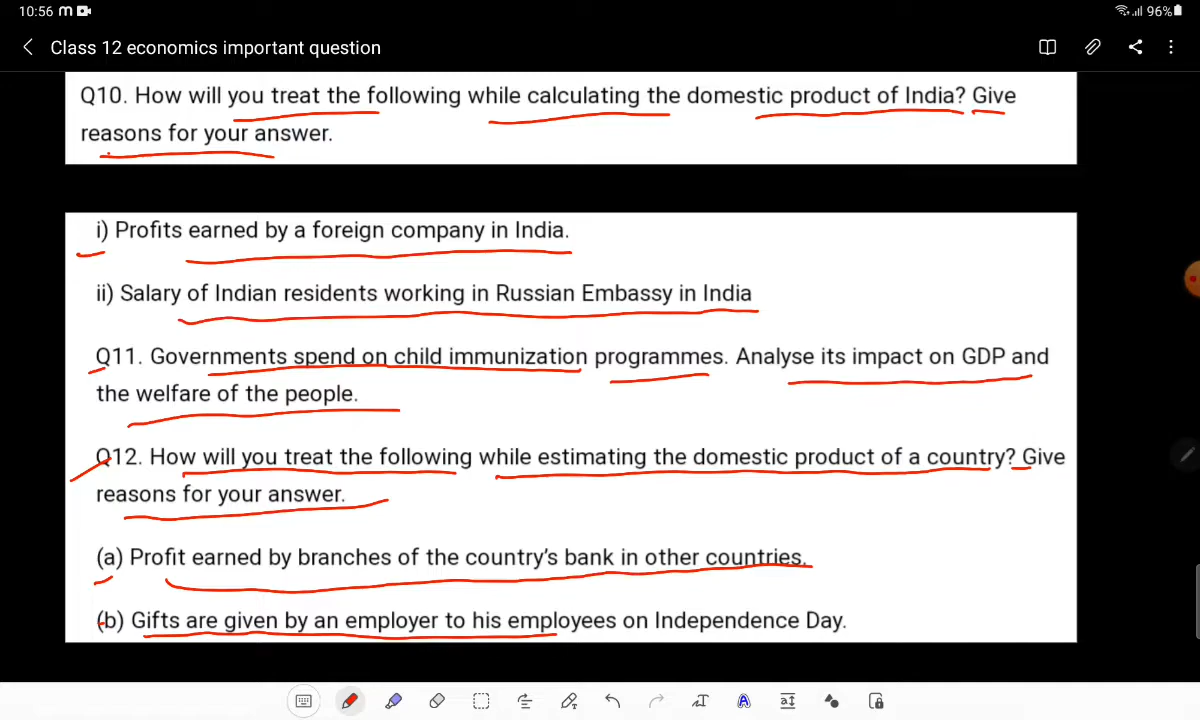 10:56 M 96%
Class 12 economics important question
Q10. How will you treat the following while calculating the domestic product of India? Give
reasons for your answer.
i) Profits earned by a foreign company in India.
ii) Salary of Indian residents working in Russian Embassy in India
Q11. Governments spend on child immunization programmes. Analyse its impact on GDP and
the welfare of the people.
Q12. How will you treat the following while estimating the domestic product of a country? Give
reasons for your answer.
(a) Profit earned by branches of the country's bank in other countries.
(b) Gifts are given by an employer to his employees on Independence Day.